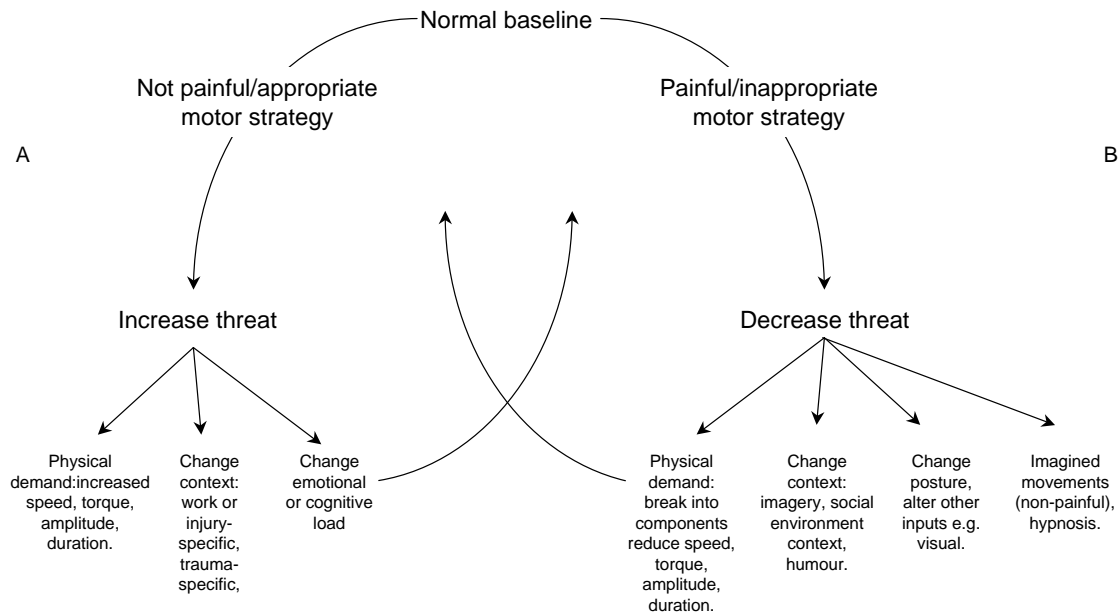 Normal baseline
Not painful/appropriate
motor strategy
Painful/inappropriate
motor strategy
A
B
Increase threat
Decrease threat
Physical
demand:increased
speed, torque,
amplitude,
duration.
Change
context:
work or
injury-
specific,
trauma-
specific,
Change
emotional
or cognitive
load
Physical
demand:
break into
components
reduce speed,
torque,
amplitude,
duration.
Change
context:
imagery, social
environment
context,
humour.
Change
posture,
alter other
inputs e.g.
visual.
Imagined
movements
(non-painful),
hypnosis.